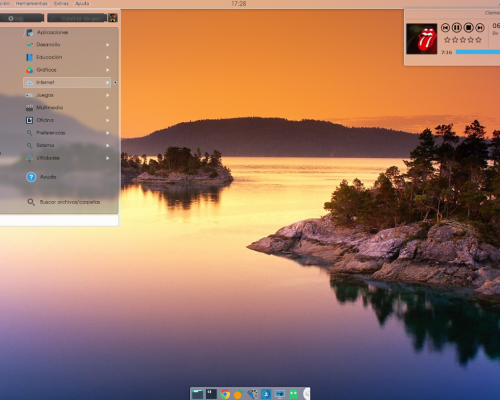 Herramientas Extras Ayuda
17:28
Aplicaciones
Desarrollo
Educación
Gráficos
Internet
Juegos
Multimedia
Oficina
Preferencias
Sistema
Utilidades
Ayuda
Buscar archivos/carpetas
7:16